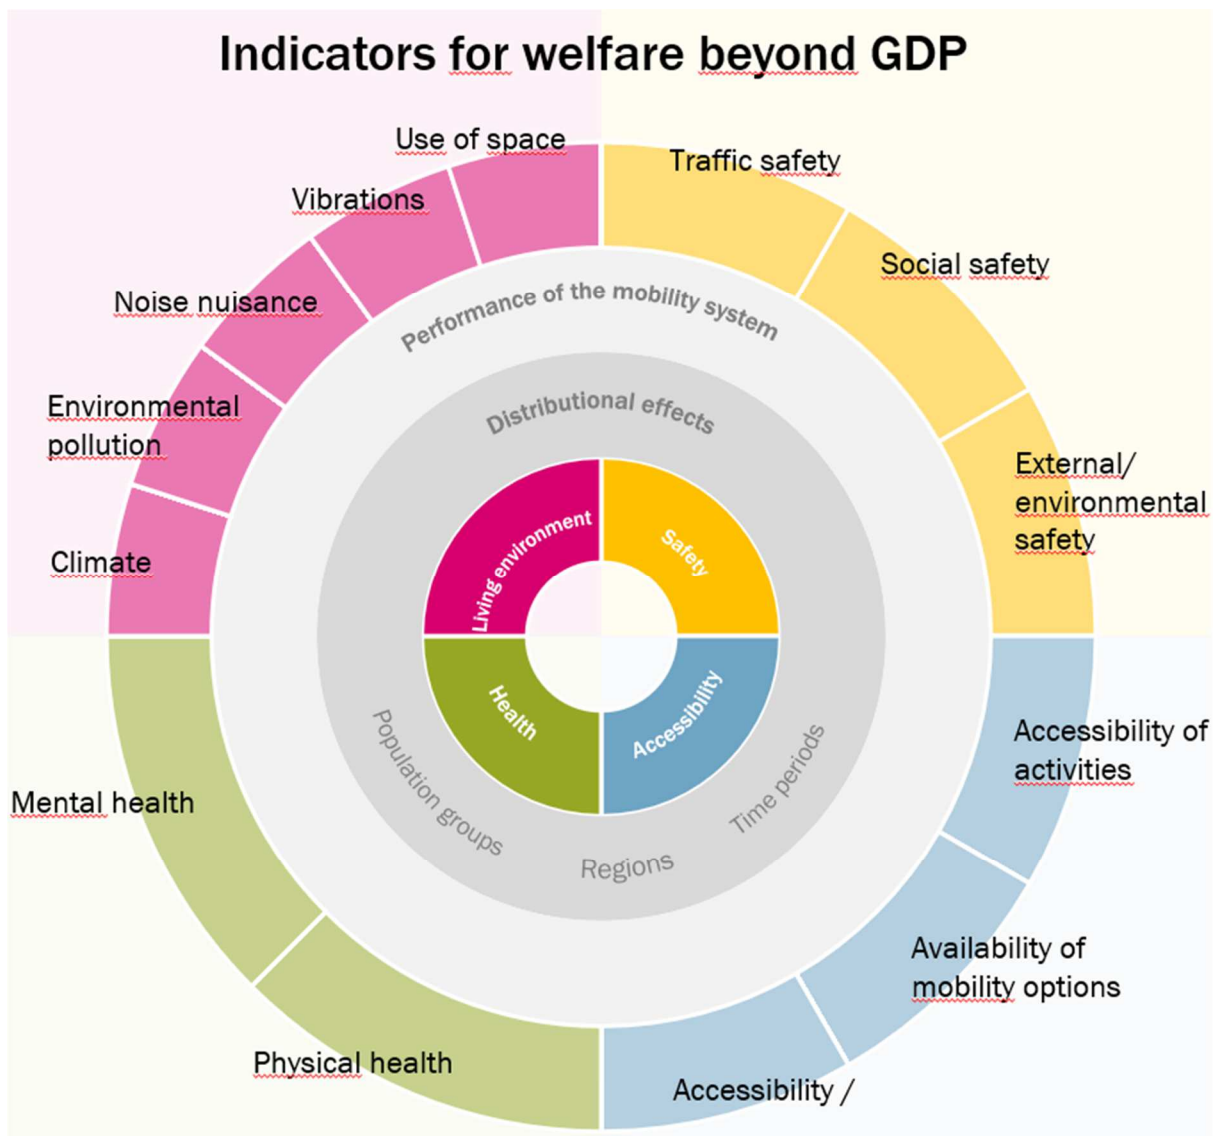 Indicators for welfare beyond GDP
Use of space
Traffic safety
Vibrations
Social safety
Noise nuisance
Performance of the mobility system
Distributional effects
Environmental
pollution
External/
environmental
safety
Climate
Living environment
Safety
Health
Accessibility
Population groups
Regions
Time periods
Accessibility of
activities
Mental health
Availability of
mobility options
Physical health
Accessibility /